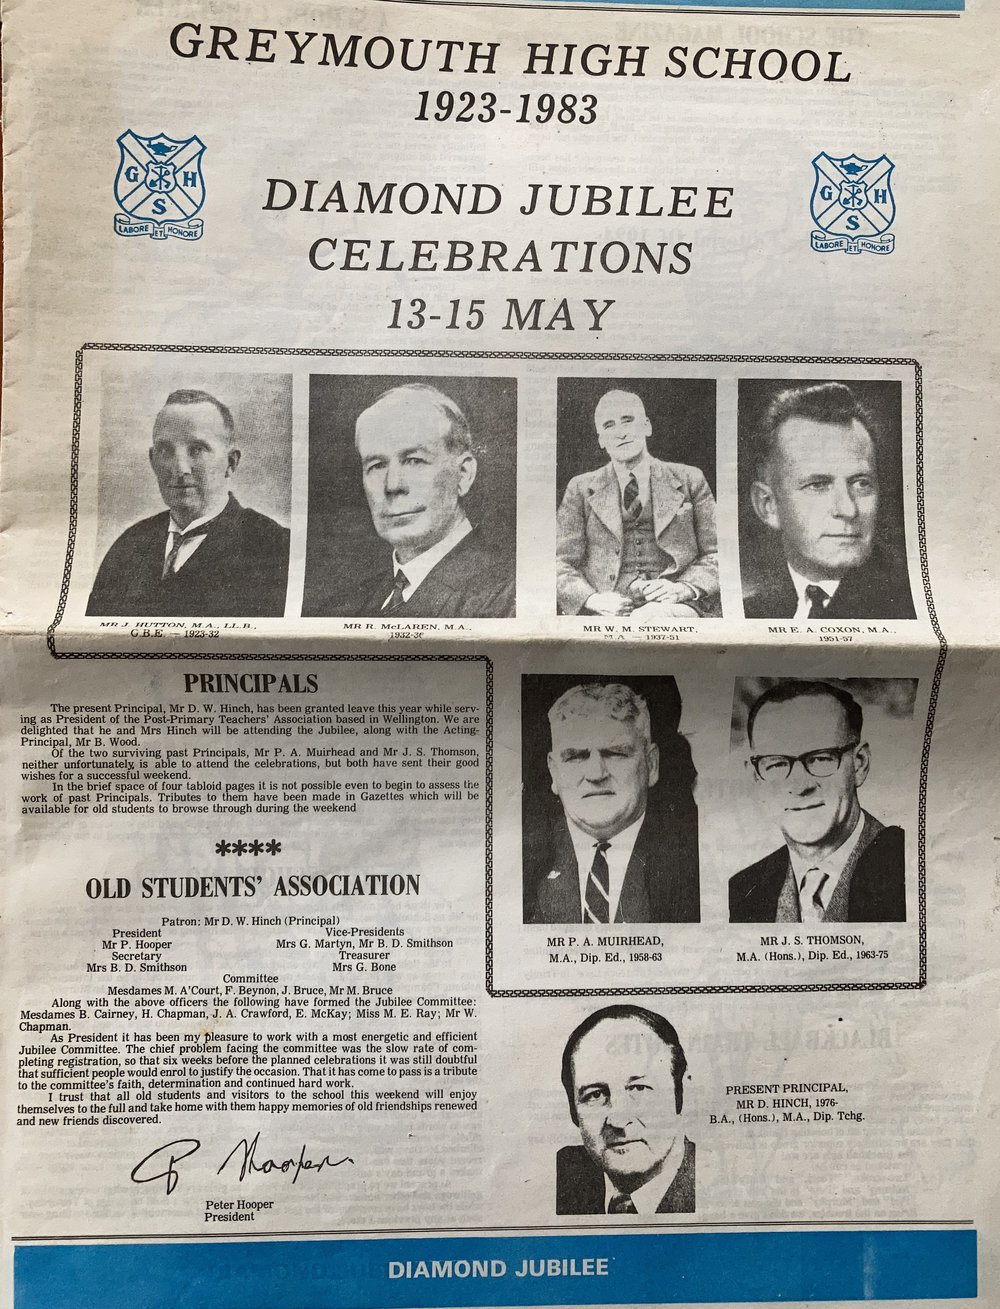 GREYMOUTH HIGH SCHOOL
1923-1983
G H
S
LABORE ET HONORE
G H
S
LABORE ET HONORE
DIAMOND JUBILEE
CELEBRATIONS
13-15 MAY
MR J. HUTTON, M.A., LL.B.,
G.B.E. — 1923-32
MR R. McLAREN, M.A.,
MR W. M. STEWART,
M.A. — 1937-51
MR E. A. COXON, M.A.,
1951-57
PRINCIPALS
The present Principal, Mr D. W. Hinch, has been granted leave this year while serv-
ing as President of the Post-Primary Teachers' Association based in Wellington. We are
delighted that he and Mrs Hinch will be attending the Jubilee, along with the Acting-
Principal, Mr B. Wood.
Of the two surviving past Principals, Mr P. A. Muirhead and Mr J. S. Thomson,
neither unfortunately is able to attend the celebrations, but both have sent their good
wishes for a successful weekend.
In the brief space of four tabloid pages it is not possible even to begin to assess the
work of past Principals. Tributes to them have been made in Gazettes which will be
available for old students to browse through during the weekend
****
OLD STUDENTS' ASSOCIATION
Patron: Mr D. W. Hinch (Principal)
President Vice-Presidents
Mr P. Hooper Mrs G. Martyn, Mr B. D. Smithson
Secretary Treasurer
Mrs B. D. Smithson Mrs G. Bone
Committee
Mesdames M. A'Court, F. Beynon, J. Bruce, Mr M. Bruce
Along with the above officers the following have formed the Jubilee Committee:
Mesdames B. Cairney, H. Chapman, J. A. Crawford, E. McKay; Miss M. E. Ray; Mr W.
Chapman.
As President it has been my pleasure to work with a most energetic and efficient
Jubilee Committee. The chief problem facing the committee was the slow rate of com-
pleting registration, so that six weeks before the planned celebrations it was still doubtful
that sufficient people would enrol to justify the occasion. That it has come to pass is a tribute
to the committee's faith, determination and continued hard work.
I trust that all old students and visitors to the school this weekend will enjoy
themselves to the full and take home with them happy memories of old friendships renewed
and new friends discovered.
P Hooper.
Peter Hooper
President
MR P. A. MUIRHEAD,
M.A., Dip. Ed., 1958-63
MR J. S. THOMSON,
M.A. (Hons.), Dip. Ed., 1963-75
PRESENT PRINCIPAL,
MR D. HINCH, 1976-
B.A., (Hons.), M.A., Dip. Tchg.
DIAMOND JUBILEE